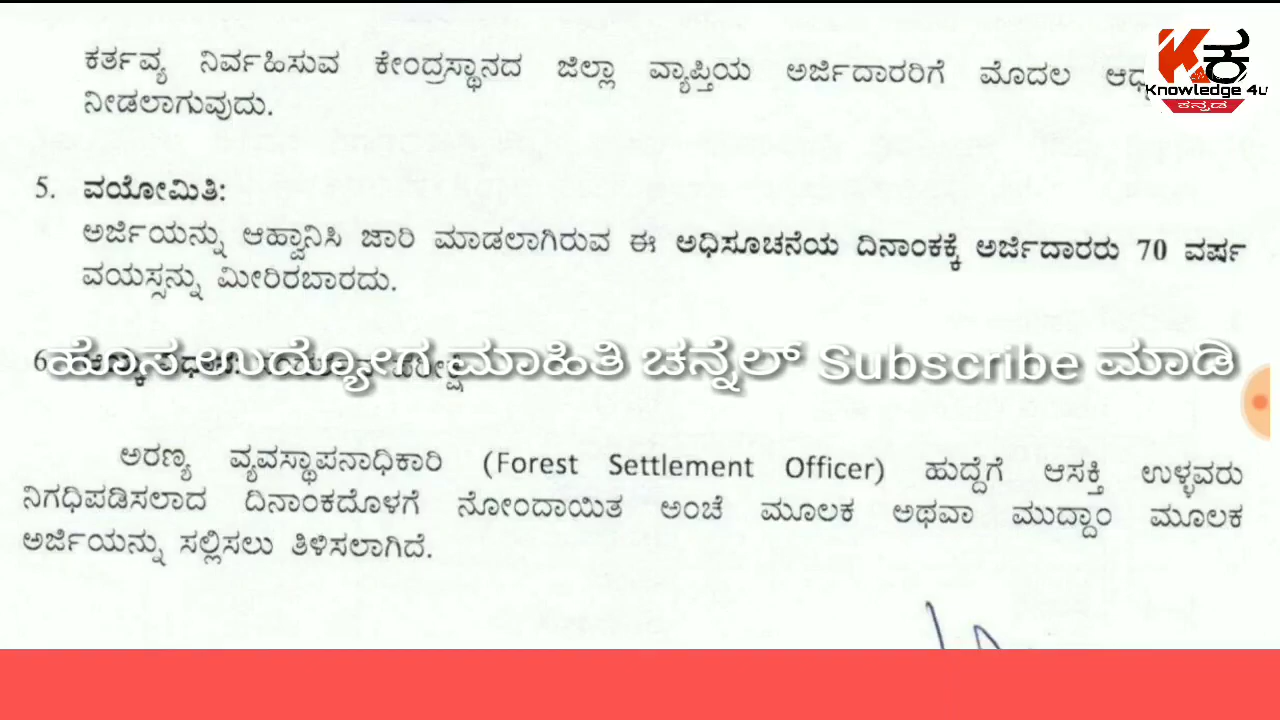 ಕರ್ತವ್ಯ ನಿರ್ವಹಿಸುವ ಕೇಂದ್ರಸ್ಥಾನದ ಜಿಲ್ಲಾ ವ್ಯಾಪ್ತಿಯ ಅರ್ಜಿದಾರರಿಗೆ ಮೊದಲ
ನೀಡಲಾಗುವುದು.
K ಕ
Knowledge 4u
ಕನ್ನಡ
5. ವಯೋಮಿತಿ:
ಅರ್ಜಿಯನ್ನು ಆಹ್ವಾನಿಸಿ ಜಾರಿ ಮಾಡಲಾಗಿರುವ ಈ ಅಧಿಸೂಚನೆಯ ದಿನಾಂಕಕ್ಕೆ ಅರ್ಜಿದಾರರು 70 ವರ್ಷ
ವಯಸ್ಸನ್ನು ಮೀರಿರಬಾರದು.
6
ಹೊಸ ಉದ್ಯೋಗ ಮಾಹಿತಿ ಚನ್ನೆಲ್ Subscribe ಮಾಡಿ
ಅರಣ್ಯ ವ್ಯವಸ್ಥಾಪನಾಧಿಕಾರಿ (Forest Settlement Officer) ಹುದ್ದೆಗೆ ಆಸಕ್ತಿ ಉಳ್ಳವರು
ನಿಗಧಿಪಡಿಸಲಾದ ದಿನಾಂಕದೊಳಗೆ ನೋಂದಾಯಿತ ಅಂಚೆ ಮೂಲಕ ಅಥವಾ ಮುದ್ದಾಂ ಮೂಲಕ
ಅರ್ಜಿಯನ್ನು ಸಲ್ಲಿಸಲು ತಿಳಿಸಲಾಗಿದೆ.